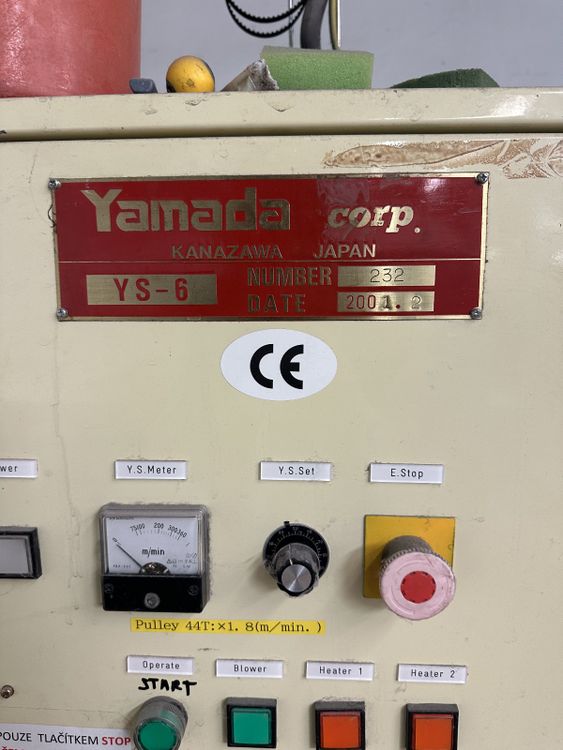 Yamada corp.
KANAZAWA JAPAN
YS-6
NUMBER 232
DATE 2001. 2
CE
wer
Y.S.Meter
Y.S.Set
E.Stop
m/min
Pulley 44T:×1. 8(m/min. )
Operate
START
Blower
Heater 1
Heater 2
POUZE TLAČÍTKEM STOP